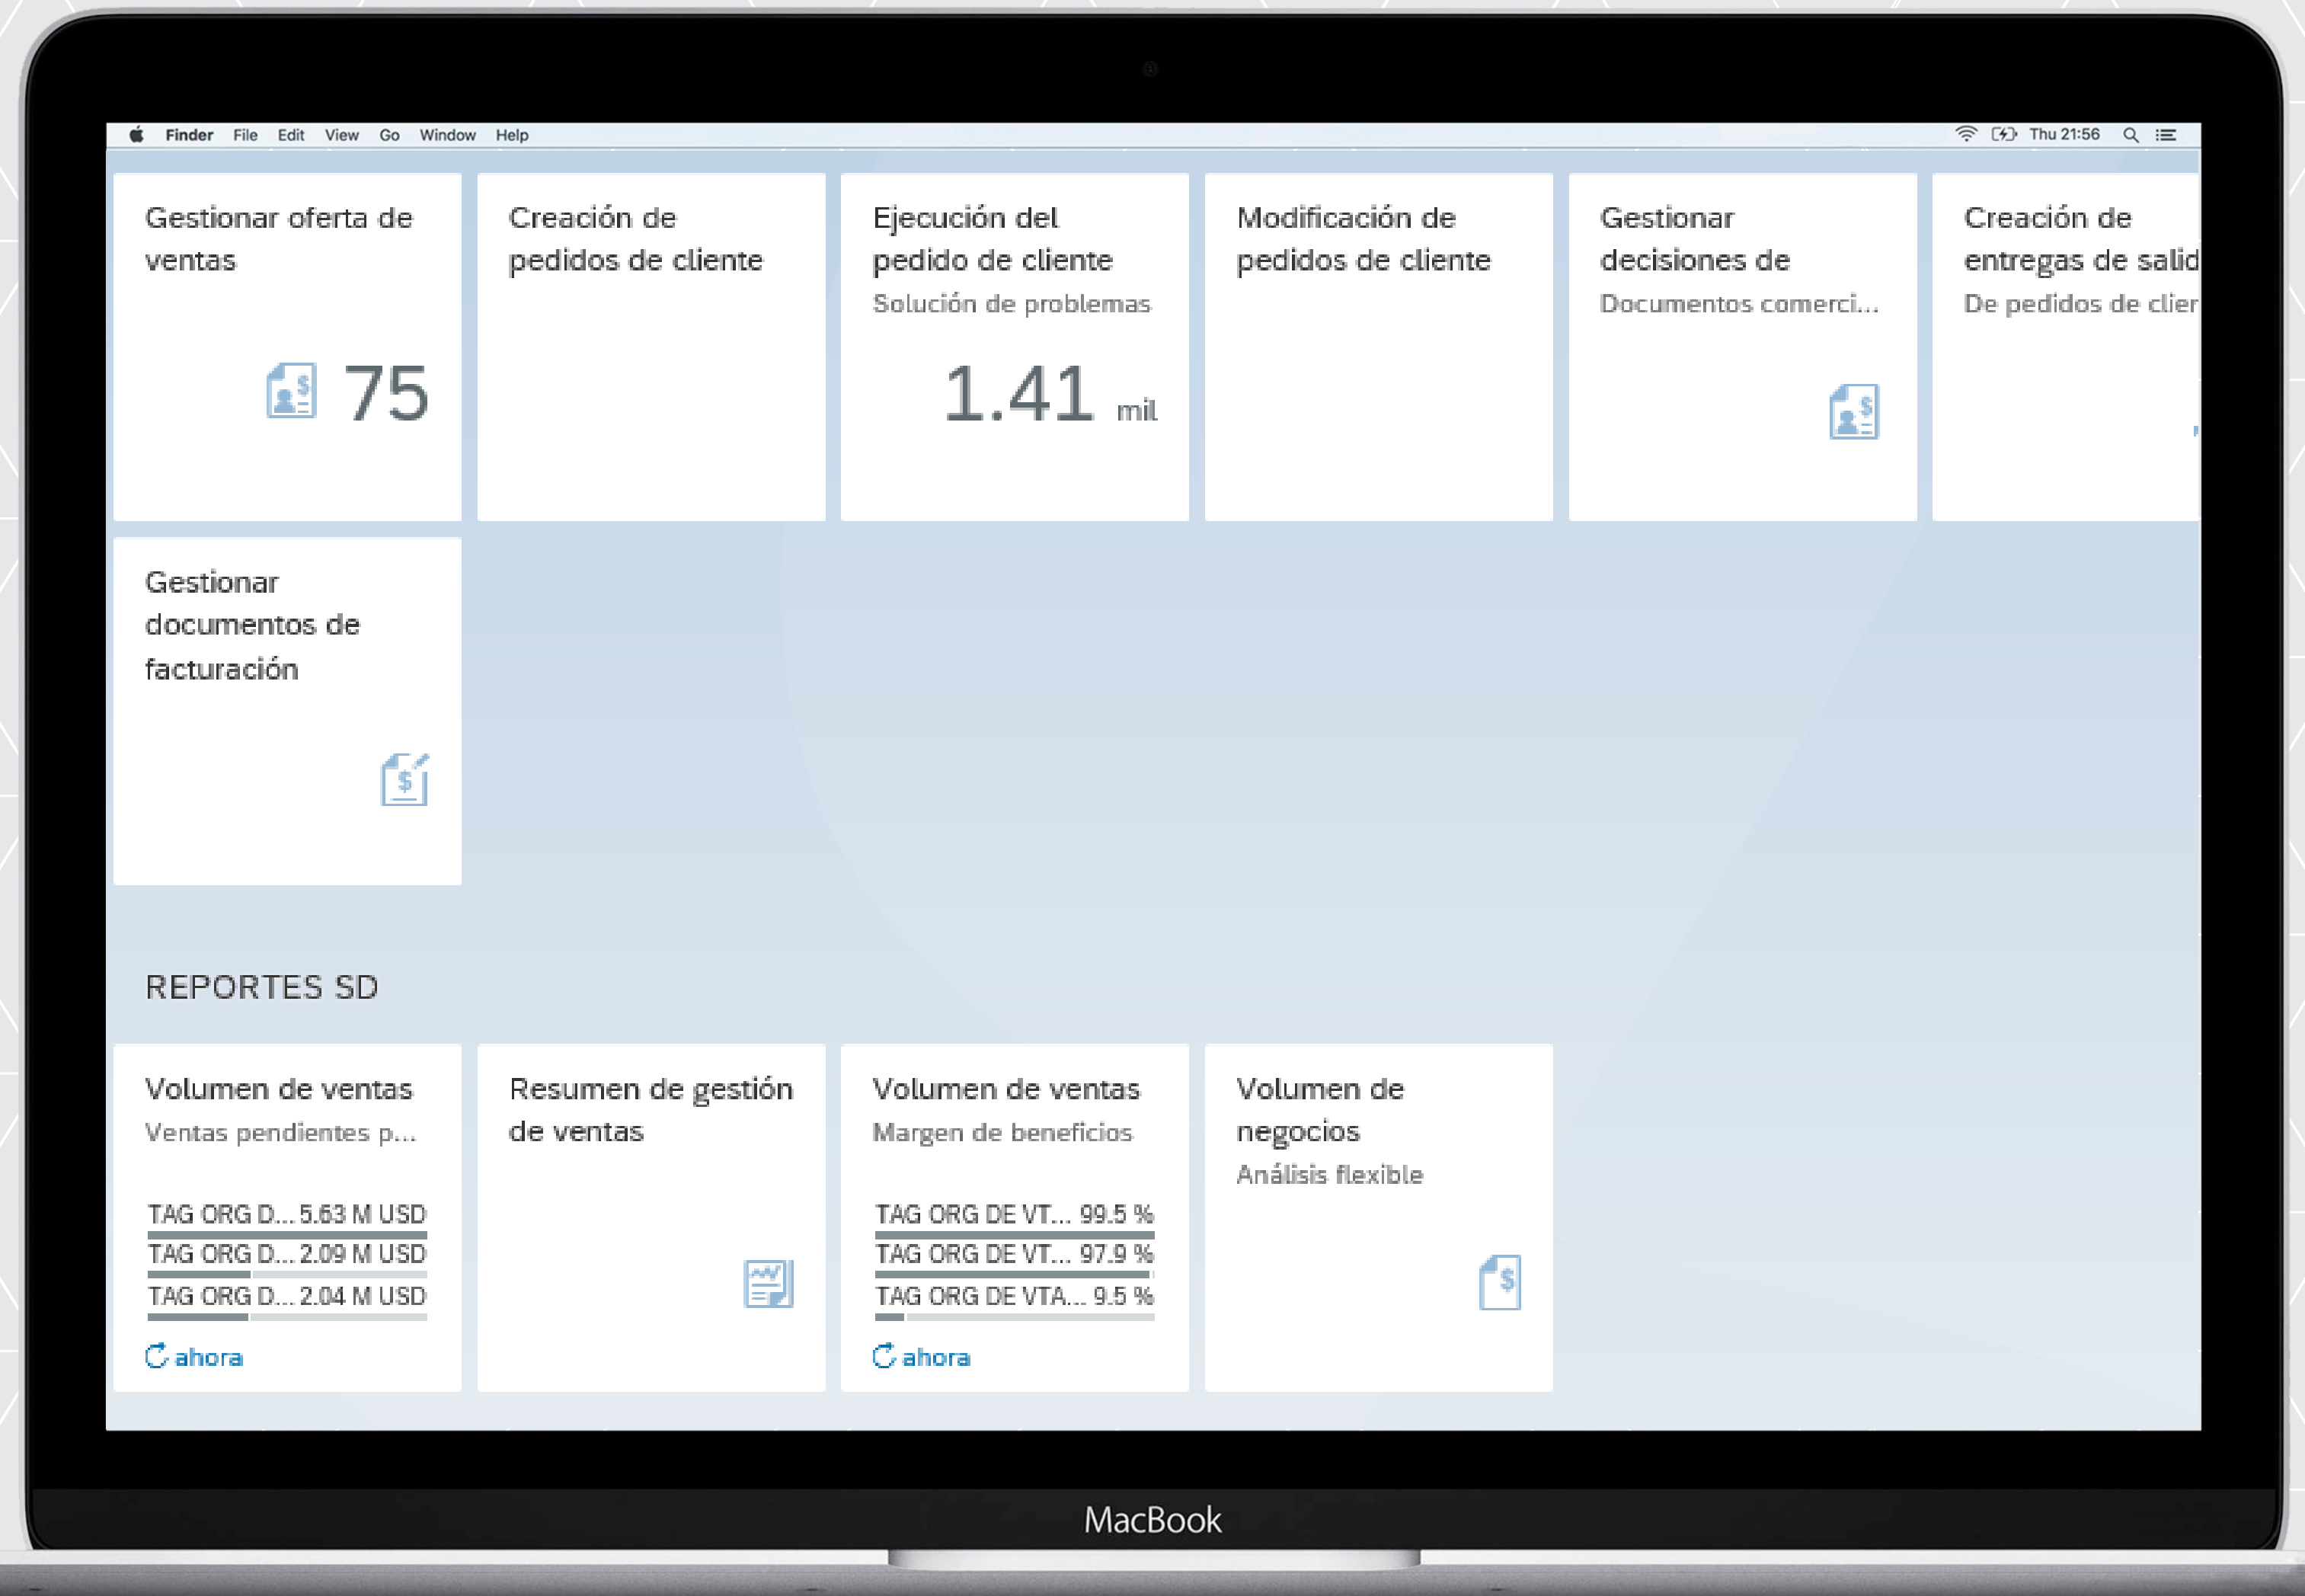 Finder File Edit View Go Window Help
Thu 21:56
Gestionar oferta de
ventas
75
Creación de
pedidos de cliente
Ejecución del
pedido de cliente
Solución de problemas
1.41 mil
Modificación de
pedidos de cliente
Gestionar
decisiones de
Documentos comerci...
Creación de
entregas de salid
De pedidos de clien
Gestionar
documentos de
facturación
REPORTES SD
Volumen de ventas
Ventas pendientes p...
TAG ORG D... 5.63 M USD
TAG ORG D... 2.09 M USD
TAG ORG D... 2.04 M USD
ahora
Resumen de gestión
de ventas
Volumen de ventas
Margen de beneficios
TAG ORG DE VT... 99.5 %
TAG ORG DE VT... 97.9 %
TAG ORG DE VTA... 9.5 %
ahora
Volumen de
negocios
Análisis flexible
MacBook